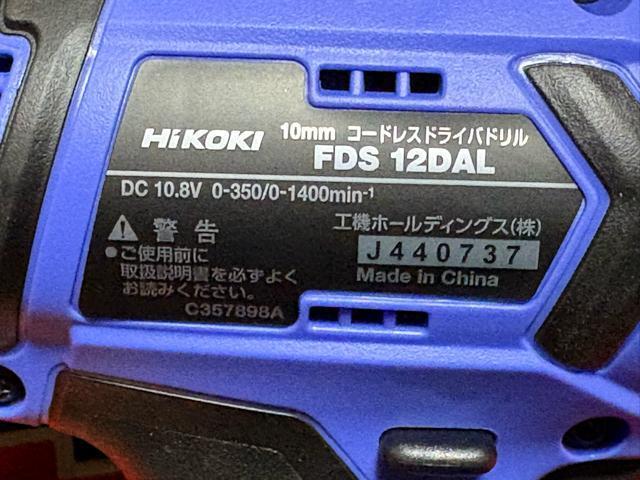 HiKOKI
10mm コードレスドライバドリル
FDS 12DAL
DC 10.8V 0-350/0-1400min-1
警告
●ご使用前に
取扱説明書を必ずよく
お読みください。
C357898A
工機ホールディングス(株)
J440737
Made in China